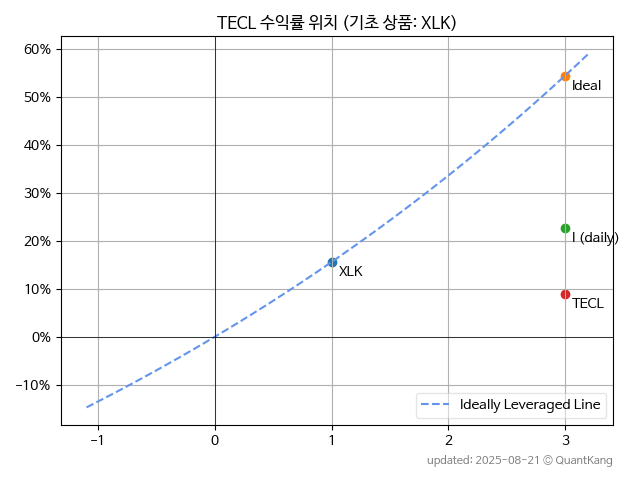 TECL 수익률 위치 (기초 상품: XLK)
60%
50%
40%
30%
20%
10%
0%
−10%
Ideal
I (daily)
XLK
TECL
Ideally Leveraged Line
−1
0
1
2
3
updated: 2025-08-21 © QuantKang